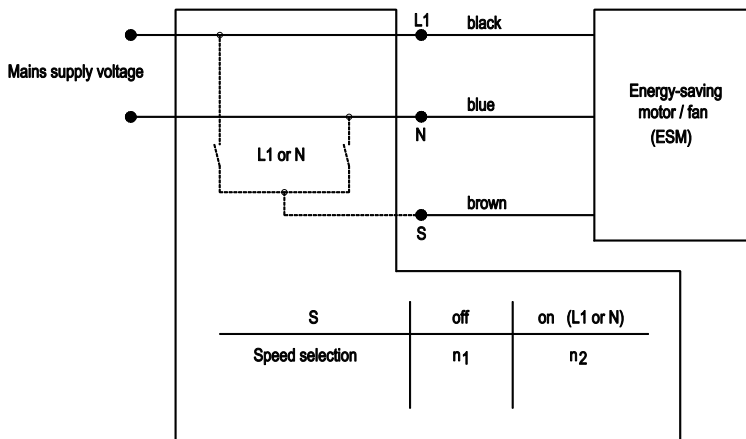 L1
black
Mains supply voltage
Energy-saving
motor / fan
(ESM)
blue
N
L1 or N
brown
S
S off on (L1 or N)
Speed selection n1 n2